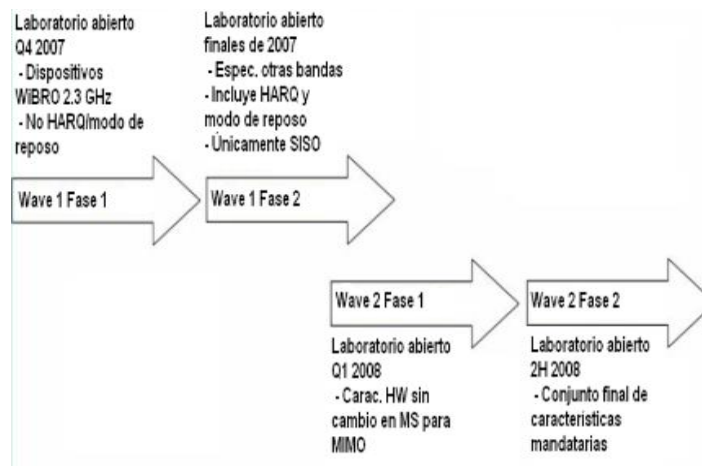 Laboratorio abierto
Q4 2007
- Dispositivos
WiBRO 2.3 GHz
- No HARQ/modo de
reposo
Wave 1 Fase 1
Laboratorio abierto
finales de 2007
- Espec. otras bandas
- Incluye HARQ y
modo de reposo
- Únicamente SISO
Wave 1 Fase 2
Wave 2 Fase 1
Laboratorio abierto
Q1 2008
- Carac. HW sin
cambio en MS para
MIMO
Wave 2 Fase 2
Laboratorio abierto
2H 2008
- Conjunto final de
características
mandatarias